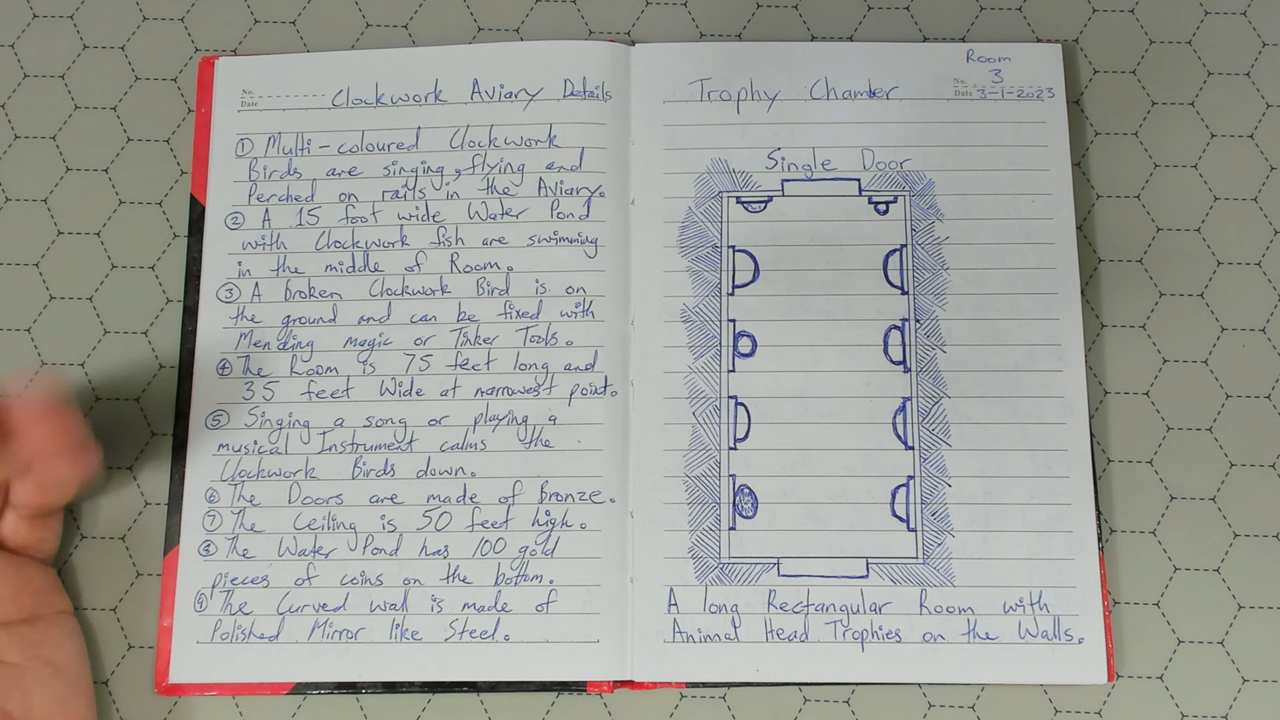 No.
Date
Clockwork Aviary Details
① Multi-coloured Clockwork
Birds are singing, flying and
Perched on rails in the Aviary.
② A 15 foot wide Water Pond
with Clockwork fish are swimming
in the middle of Room.
③ A broken Clockwork Bird is on
the ground and can be fixed with
Mending magic or Tinker Tools.
④ The Room is 75 feet long and
35 feet Wide at narrowest point.
⑤ Singing a song or playing a
musical Instrument calms the
Clockwork Birds down.
⑥ The Doors are made of Bronze.
⑦ The Ceiling is 50 feet high.
⑧ The Water Pond has 100 gold
pieces of coins on the bottom.
⑨ The Curved wall is made of
Polished Mirror like Steel.
Room
No. 3
Date 3-1-2023
Trophy Chamber
Single Door
A long Rectangular Room with
Animal Head Trophies on the Walls.